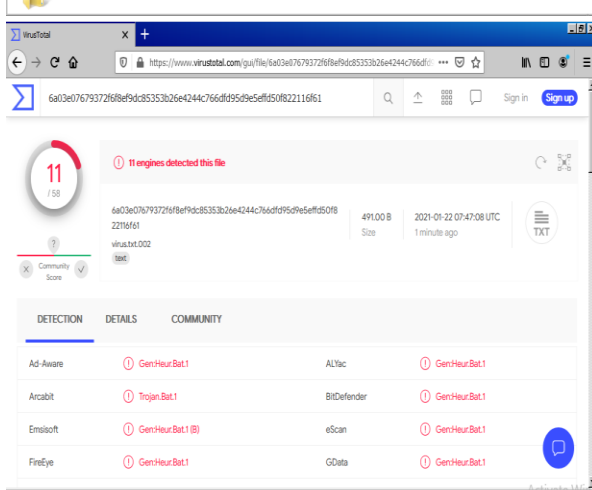 VirusTotal
https://www.virustotal.com/gui/file/6a03e07679372f6f8ef9dc85353b26e4244c766dfd
6a03e07679372f6f8ef9dc85353b26e4244c766dfd95d9e5effd50f822116f61
Sign in
Sign up
11
/ 58
11 engines detected this file
6a03e07679372f6f8ef9dc85353b26e4244c766dfd95d9e5effd50f8
22116f61
virus.txt.002
text
491.00 B
Size
2021-01-22 07:47:08 UTC
1 minute ago
TXT
?
Community
Score
DETECTION DETAILS COMMUNITY
Ad-Aware Gen:Heur.Bat.1 ALYac Gen:Heur.Bat.1
Arcabit Trojan.Bat.1 BitDefender Gen:Heur.Bat.1
Emsisoft Gen:Heur.Bat.1 (B) eScan Gen:Heur.Bat.1
FireEye Gen:Heur.Bat.1 GData Gen:Heur.Bat.1